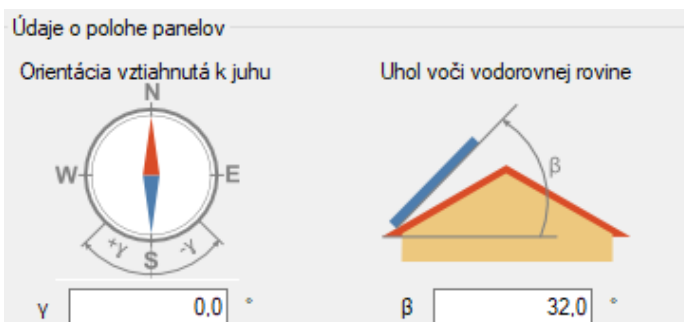 Údaje o polohe panelov
Orientácia vztiahnutá k juhu
Uhol voči vodorovnej rovine
N
W
E
S
+γ
-γ
β
γ 0,0 °
β 32,0 °